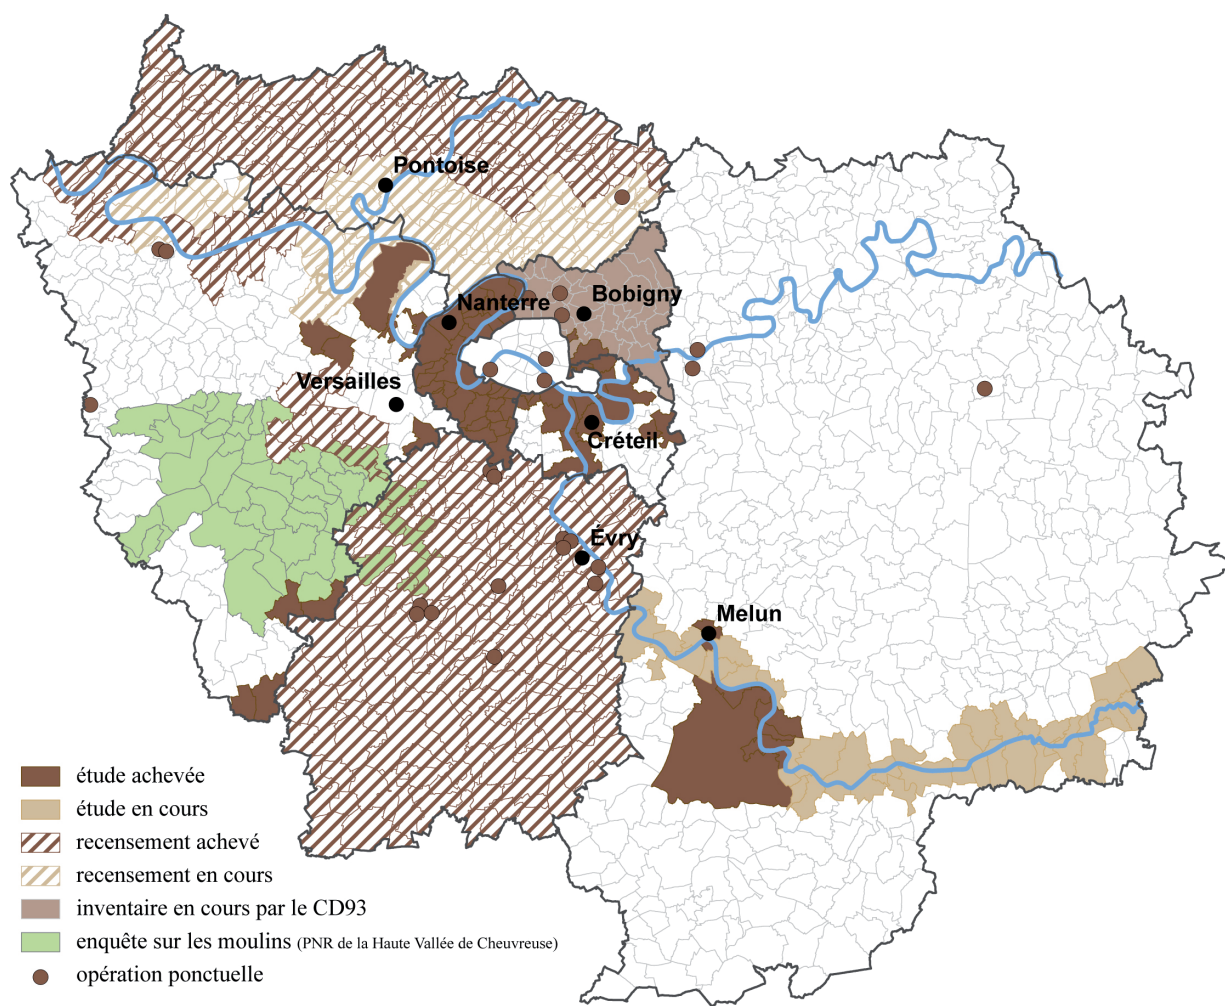 Pontoise
Nanterre
Bobigny
Versailles
Créteil
Évry
Melun
étude achevée
étude en cours
recensement achevé
recensement en cours
inventaire en cours par le CD93
enquête sur les moulins (PNR de la Haute Vallée de Cheuvreuse)
opération ponctuelle